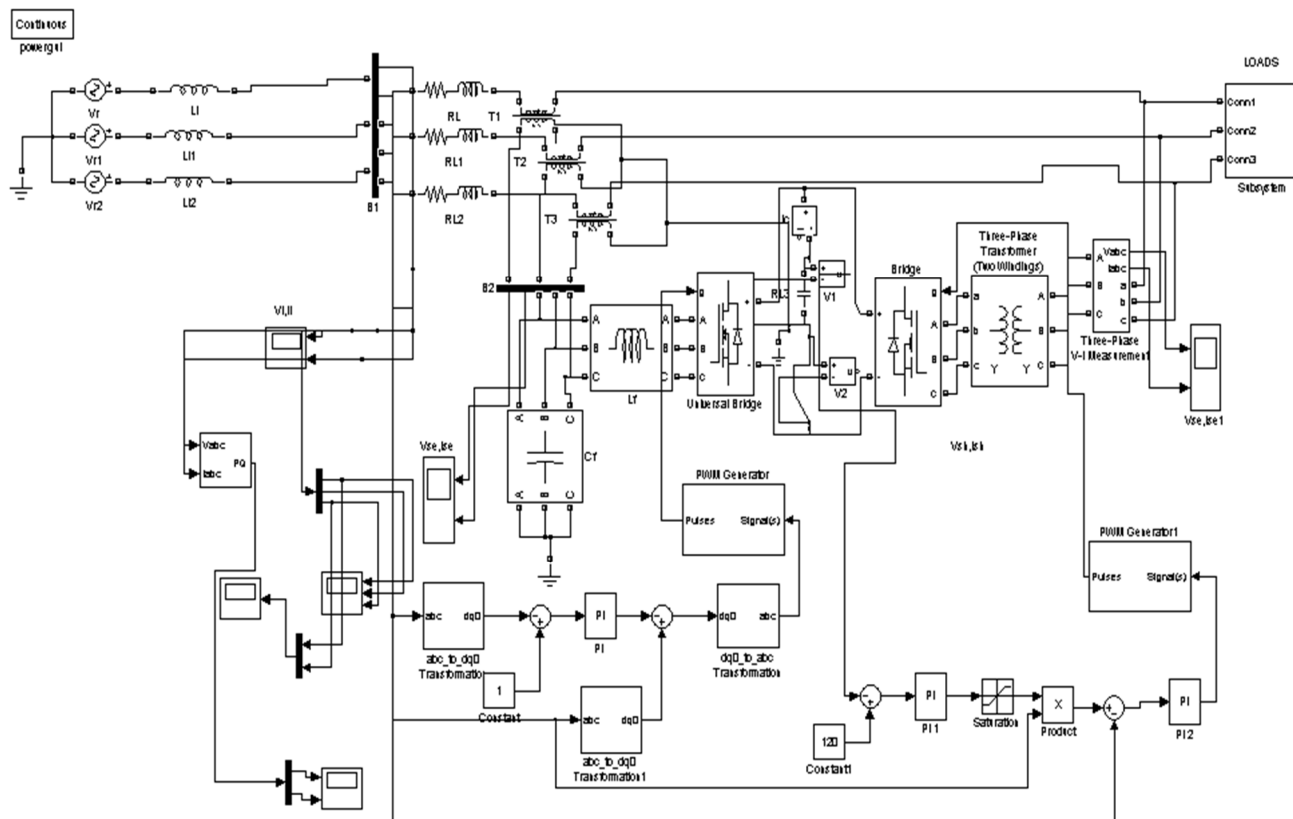 Continuous
powergui
LOADS
Vr
LI
Vr1
LI1
Vr2
LI2
B1
RL
T1
RL1
T2
RL2
T3
Conn1
Conn2
Conn3
Subsystem
B2
A
B
C
Lf
A
B
C
g
A
B
C
+
-
Universal Bridge
RL3
V1
V2
Bridge
g
A
B
C
+
-
Three-Phase
Transformer
(Two Windings)
a
b
c
A
B
C
Y
Y
Vabc
Iabc
A
B
C
a
b
c
Three-Phase
V-I Measurement
Vse,Ise1
Vsh,Ish
VI,II
Vabc
Iabc
PQ
Vse,Ise
A
B
C
Cf
A
B
C
PWM Generator
Pulses
Signal(s)
PWM Generator1
Pulses
Signal(s)
abc
dq0
abc_to_dq0
Transformation
PI
PI
dq0
abc
dq0_to_abc
Transformation
1
Constant
abc
dq0
abc_to_dq0
Transformation1
120
Constant1
PI
PI1
Saturation
X
Product
PI
PI2